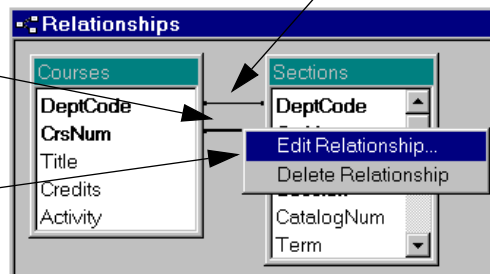 Relationships
Courses
DeptCode
CrsNum
Title
Credits
Activity
Sections
DeptCode
Edit Relationship...
Delete Relationship
CatalogNum
Term